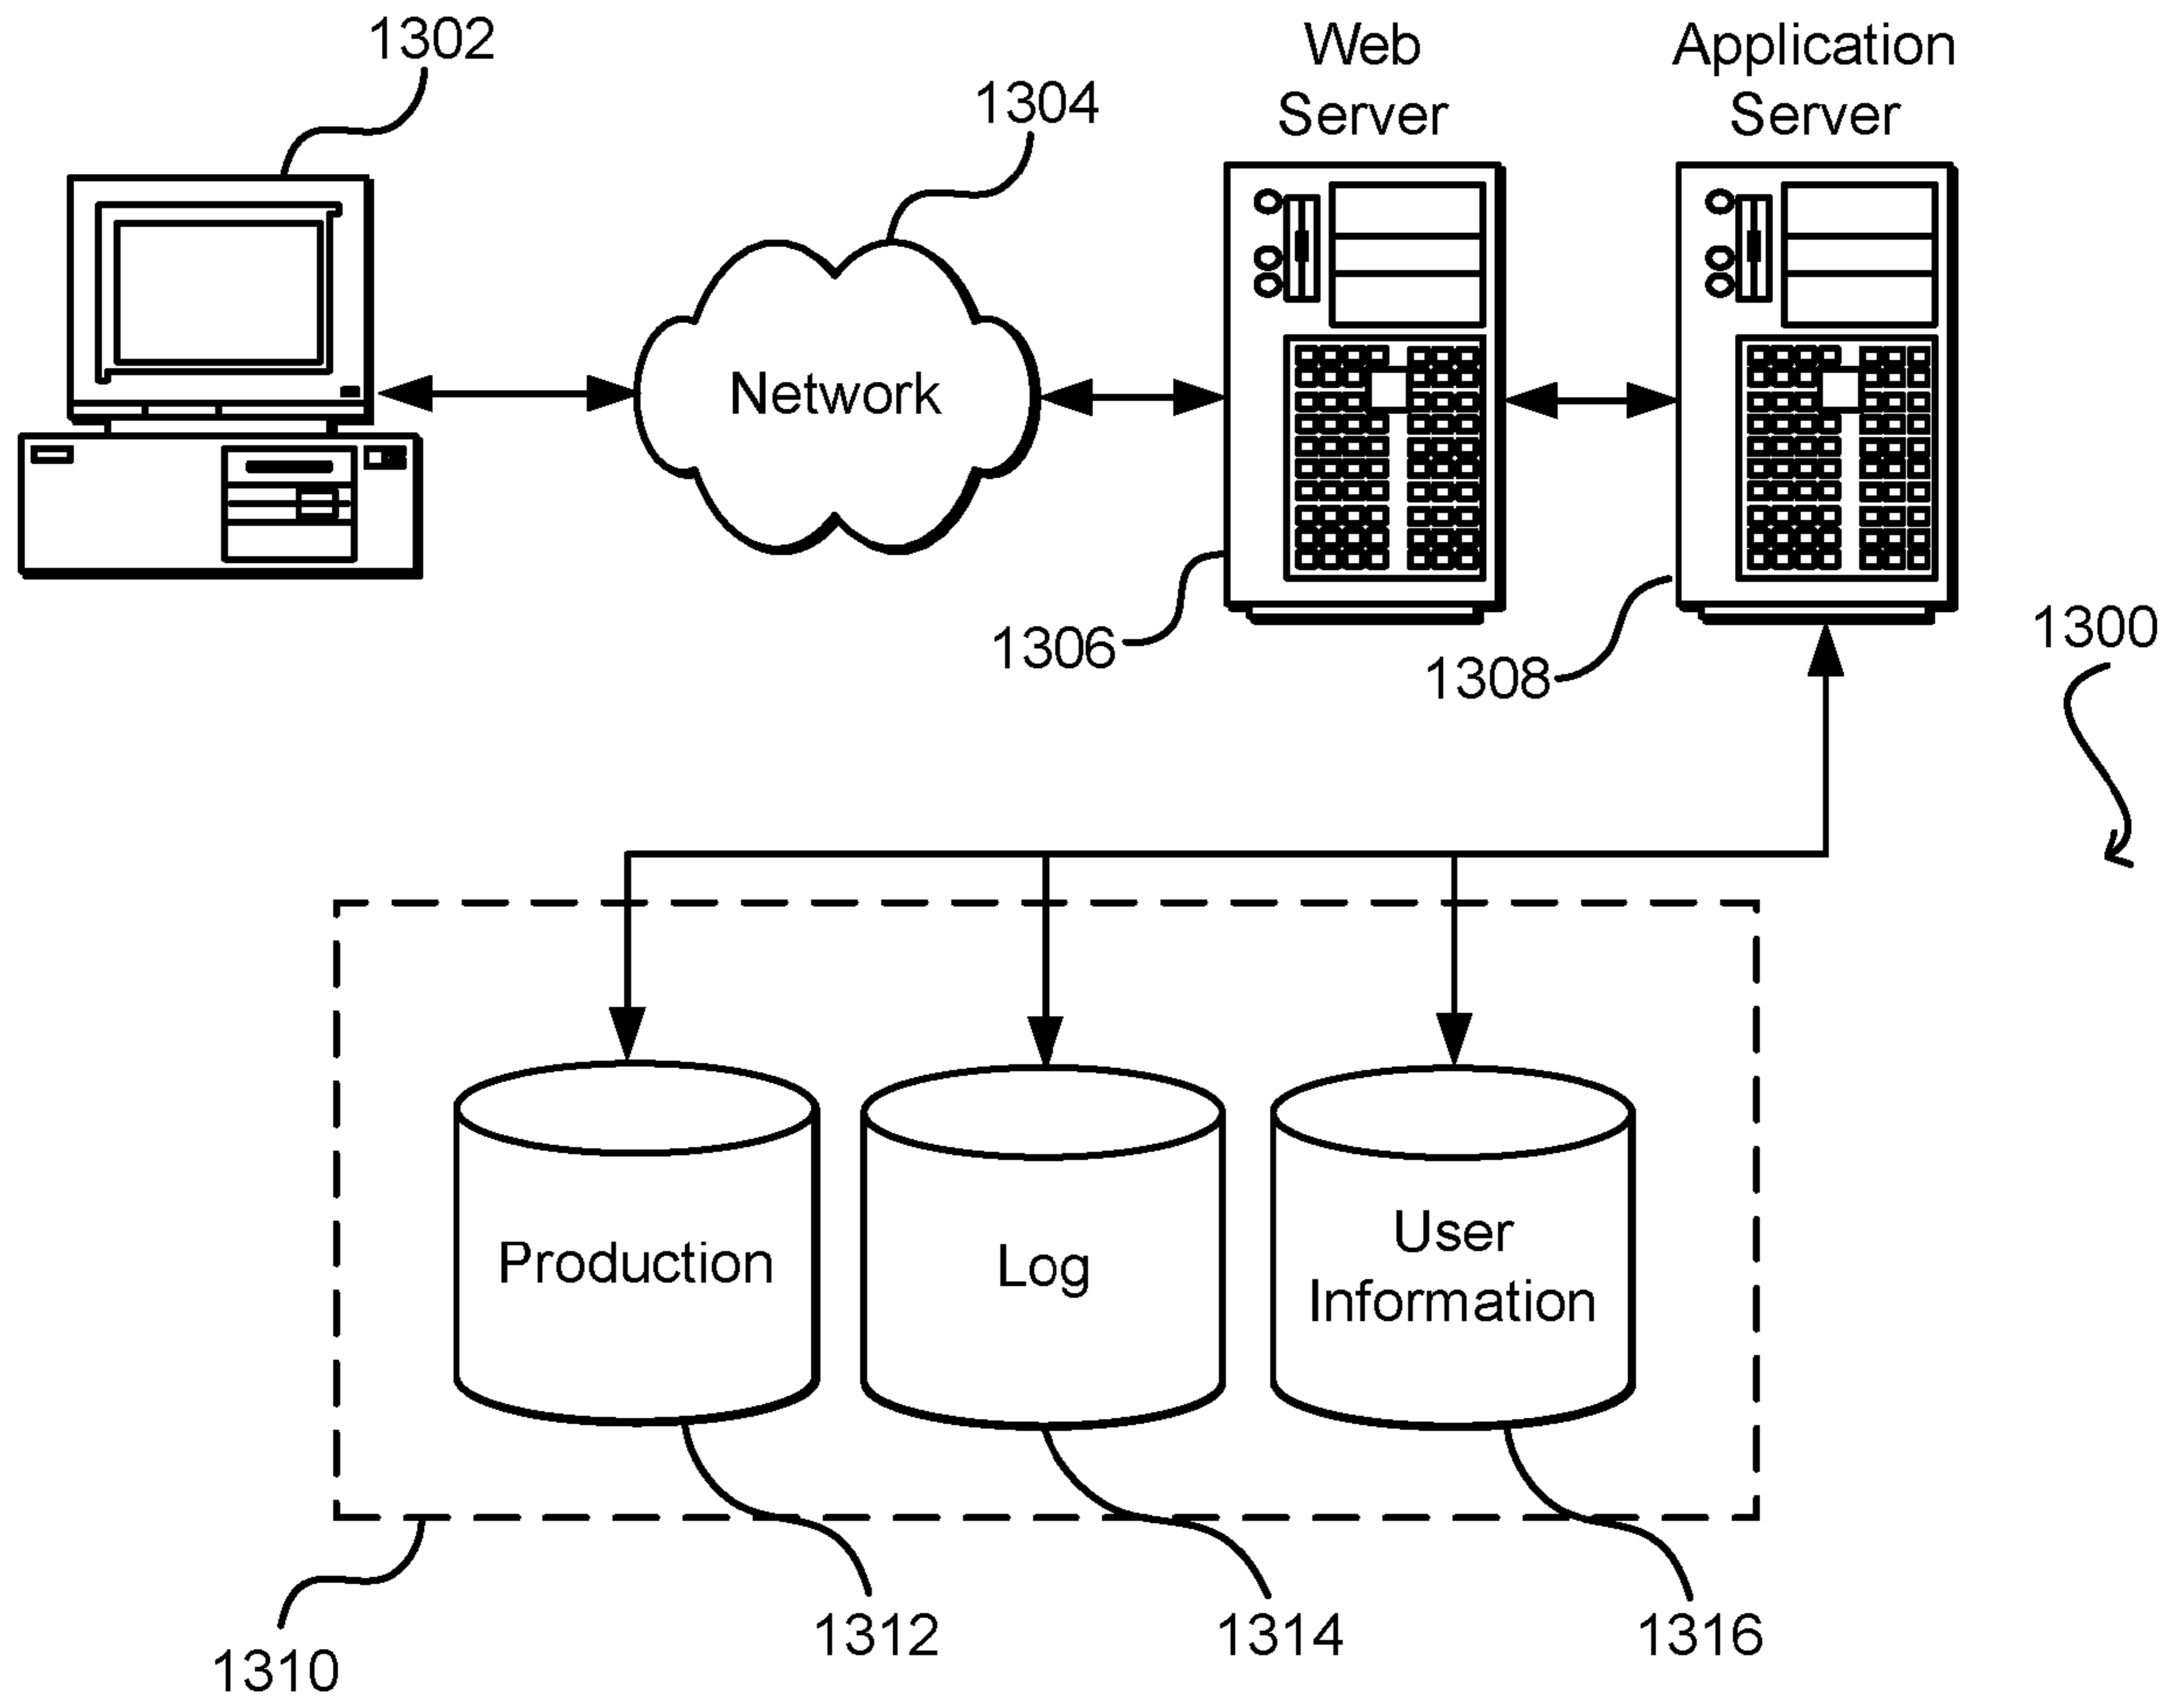 1302
1304
Web
Server
Application
Server
Network
1306
1308
1300
Production
Log
User
Information
1310
1312
1314
1316